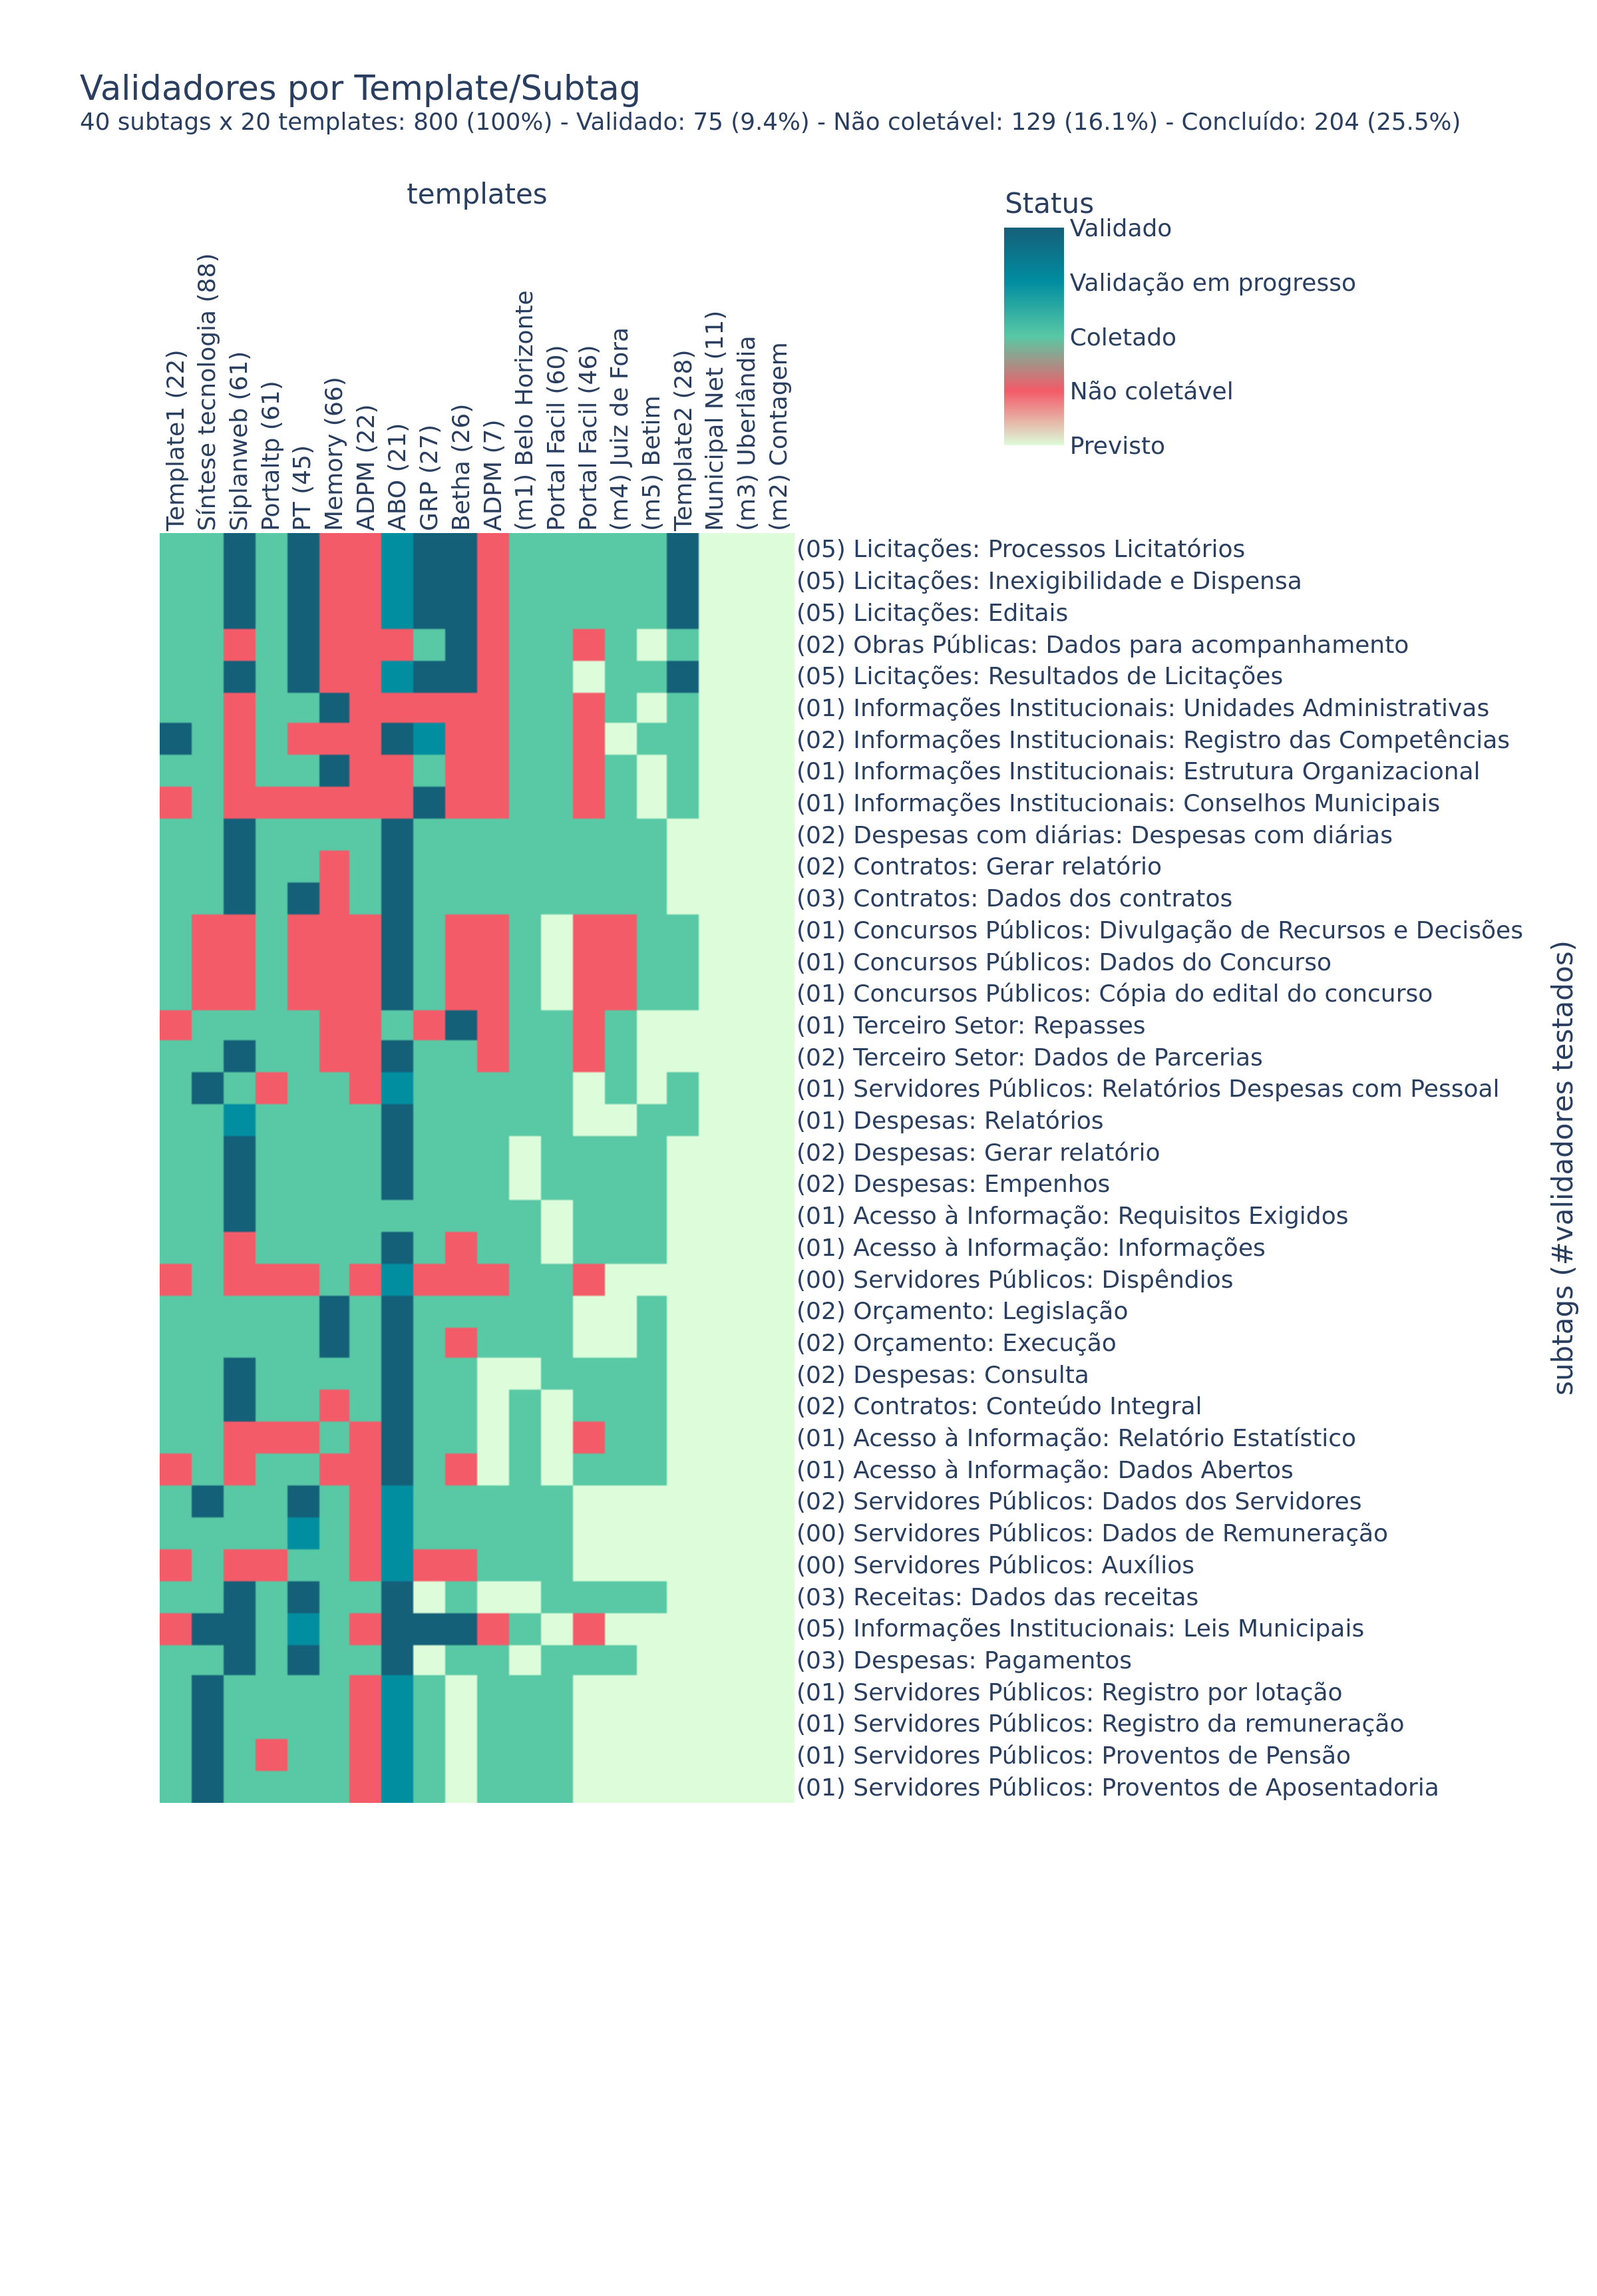 Validadores por Template/Subtag
40 subtags x 20 templates: 800 (100%) - Validado: 75 (9.4%) - Não coletável: 129 (16.1%) - Concluído: 204 (25.5%)
templates
Status
Validado
Validação em progresso
Coletado
Não coletável
Previsto
Template1 (22)
Síntese tecnologia (88)
Siplanweb (61)
Portaltp (61)
PT (45)
Memory (66)
ADPM (22)
ABO (21)
GRP (27)
Betha (26)
ADPM (7)
(m1) Belo Horizonte
Portal Facil (60)
Portal Facil (46)
(m4) Juiz de Fora
(m5) Betim
Template2 (28)
Municipal Net (11)
(m3) Uberlândia
(m2) Contagem
(05) Licitações: Processos Licitatórios
(05) Licitações: Inexigibilidade e Dispensa
(05) Licitações: Editais
(02) Obras Públicas: Dados para acompanhamento
(05) Licitações: Resultados de Licitações
(01) Informações Institucionais: Unidades Administrativas
(02) Informações Institucionais: Registro das Competências
(01) Informações Institucionais: Estrutura Organizacional
(01) Informações Institucionais: Conselhos Municipais
(02) Despesas com diárias: Despesas com diárias
(02) Contratos: Gerar relatório
(03) Contratos: Dados dos contratos
(01) Concursos Públicos: Divulgação de Recursos e Decisões
(01) Concursos Públicos: Dados do Concurso
(01) Concursos Públicos: Cópia do edital do concurso
(01) Terceiro Setor: Repasses
(02) Terceiro Setor: Dados de Parcerias
(01) Servidores Públicos: Relatórios Despesas com Pessoal
(01) Despesas: Relatórios
(02) Despesas: Gerar relatório
(02) Despesas: Empenhos
(01) Acesso à Informação: Requisitos Exigidos
(01) Acesso à Informação: Informações
(00) Servidores Públicos: Dispêndios
(02) Orçamento: Legislação
(02) Orçamento: Execução
(02) Despesas: Consulta
(02) Contratos: Conteúdo Integral
(01) Acesso à Informação: Relatório Estatístico
(01) Acesso à Informação: Dados Abertos
(02) Servidores Públicos: Dados dos Servidores
(00) Servidores Públicos: Dados de Remuneração
(00) Servidores Públicos: Auxílios
(03) Receitas: Dados das receitas
(05) Informações Institucionais: Leis Municipais
(03) Despesas: Pagamentos
(01) Servidores Públicos: Registro por lotação
(01) Servidores Públicos: Registro da remuneração
(01) Servidores Públicos: Proventos de Pensão
(01) Servidores Públicos: Proventos de Aposentadoria
subtags (#validadores testados)